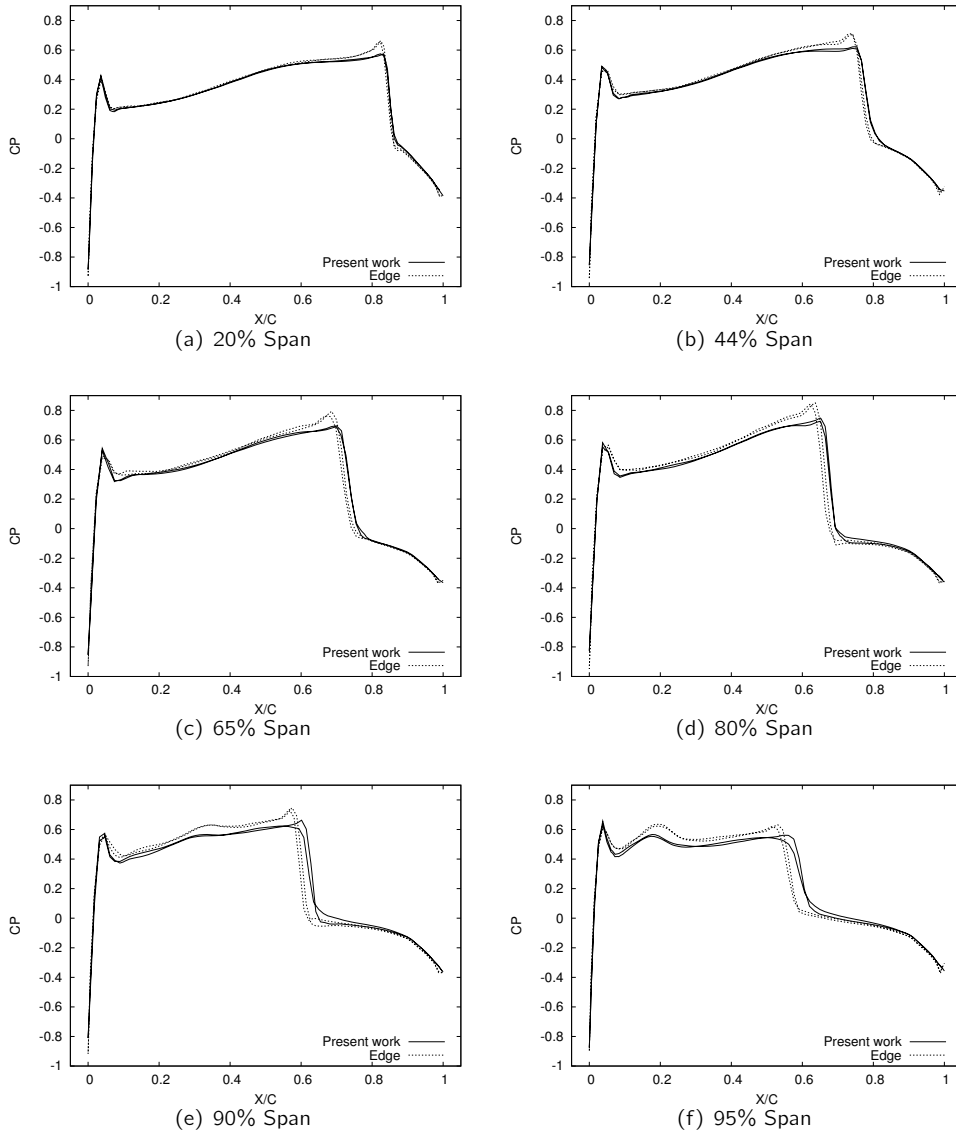 0.8
0.6
0.4
0.2
0
-0.2
-0.4
-0.6
-0.8
-1
CP
Present work
Edge
0 0.2 0.4 0.6 0.8 1
X/C
(a) 20% Span
0.8
0.6
0.4
0.2
0
-0.2
-0.4
-0.6
-0.8
-1
CP
Present work
Edge
0 0.2 0.4 0.6 0.8 1
X/C
(b) 44% Span
0.8
0.6
0.4
0.2
0
-0.2
-0.4
-0.6
-0.8
-1
CP
Present work
Edge
0 0.2 0.4 0.6 0.8 1
X/C
(c) 65% Span
0.8
0.6
0.4
0.2
0
-0.2
-0.4
-0.6
-0.8
-1
CP
Present work
Edge
0 0.2 0.4 0.6 0.8 1
X/C
(d) 80% Span
0.8
0.6
0.4
0.2
0
-0.2
-0.4
-0.6
-0.8
-1
CP
Present work
Edge
0 0.2 0.4 0.6 0.8 1
X/C
(e) 90% Span
0.8
0.6
0.4
0.2
0
-0.2
-0.4
-0.6
-0.8
-1
CP
Present work
Edge
0 0.2 0.4 0.6 0.8 1
X/C
(f) 95% Span